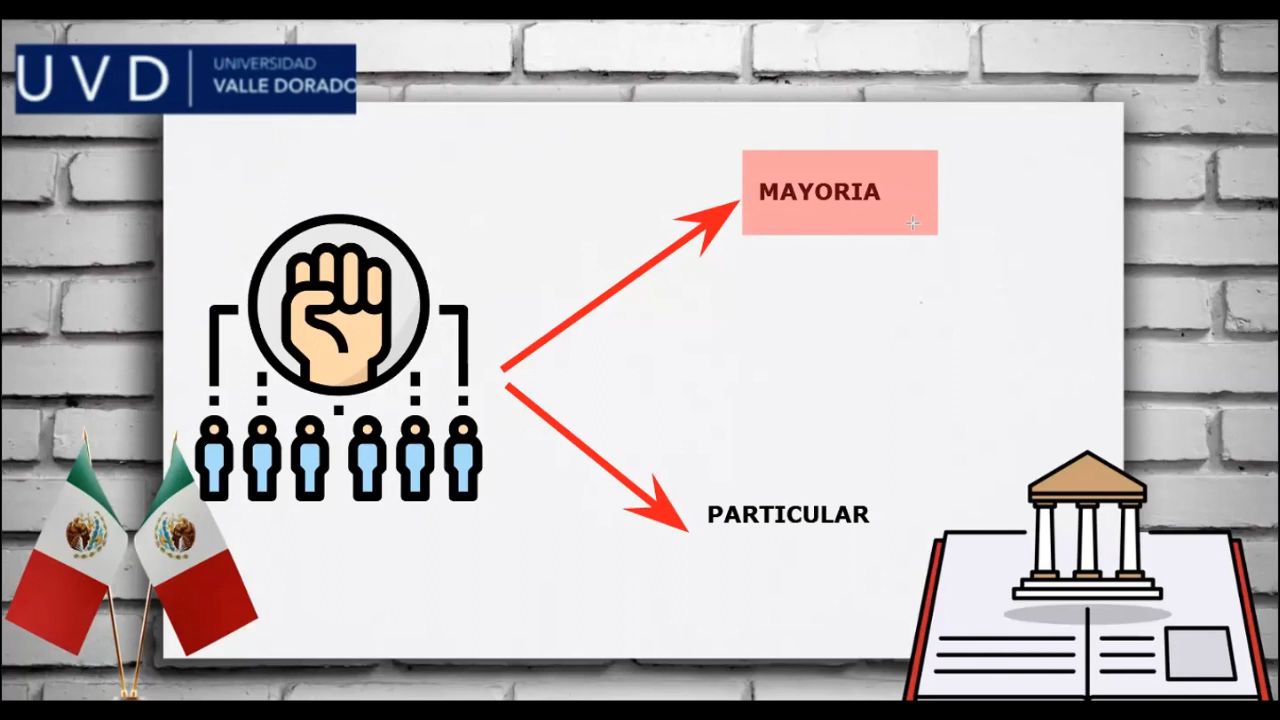 UVD
UNIVERSIDAD
VALLE DORADO
MAYORIA
PARTICULAR